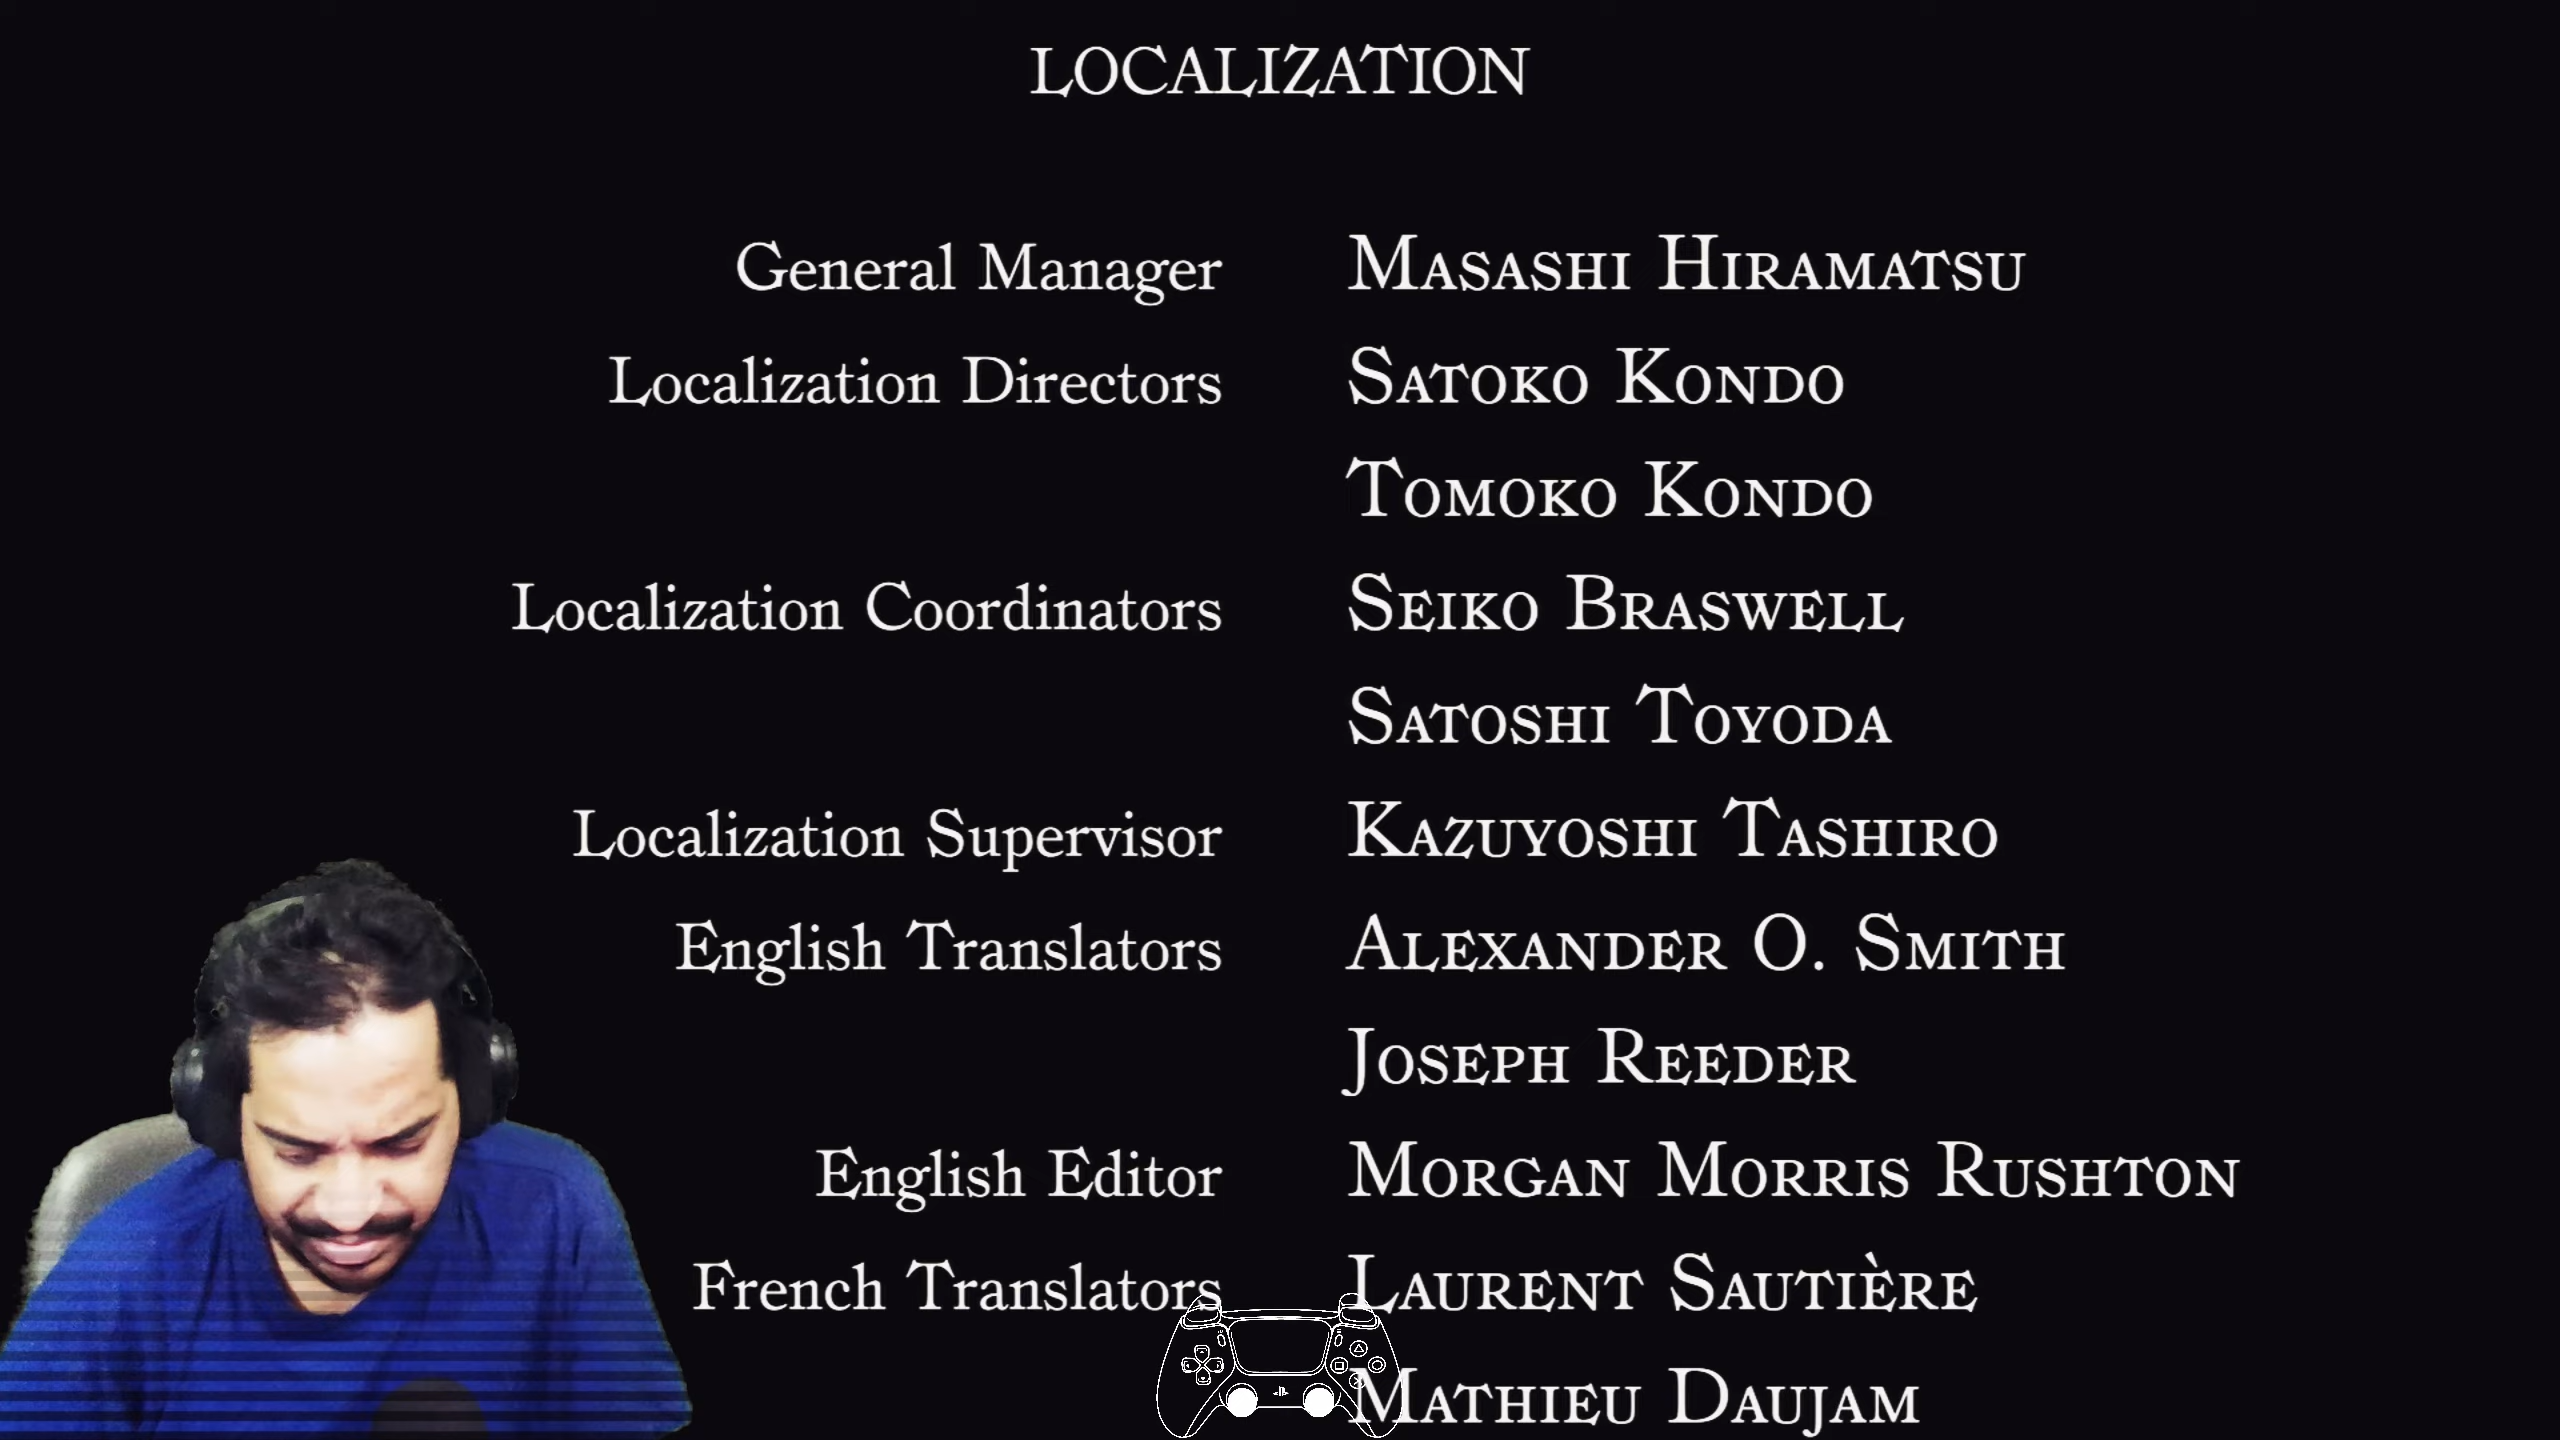 LOCALIZATION
General Manager MASASHI HIRAMATSU
Localization Directors SATOKO KONDO
TOMOKO KONDO
Localization Coordinators SEIKO BRASWELL
SATOSHI TOYODA
Localization Supervisor KAZUYOSHI TASHIRO
English Translators ALEXANDER O. SMITH
JOSEPH REEDER
English Editor MORGAN MORRIS RUSHTON
French Translators LAURENT SAUTIÈRE
MATHIEU DAUJAM